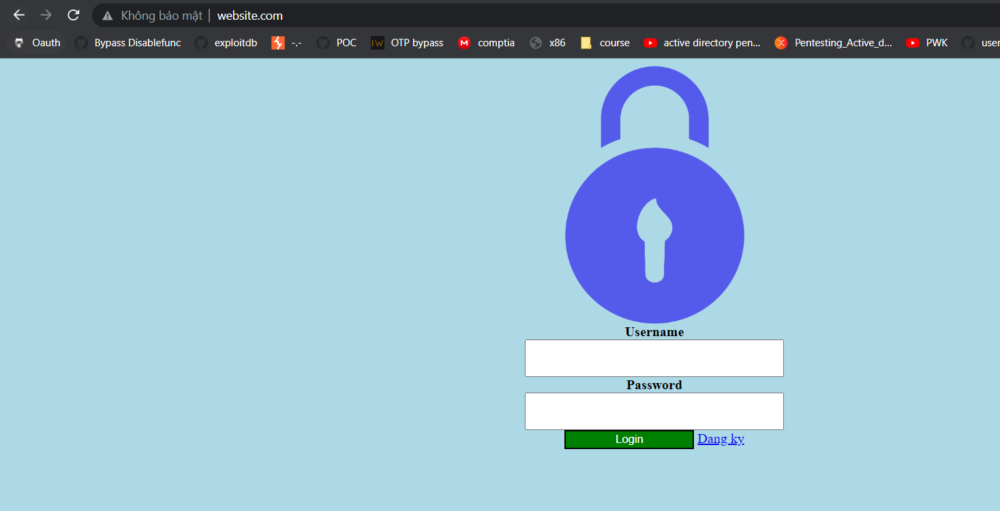 Không bảo mật | website.com
Oauth Bypass Disablefunc exploitdb -.- POC IW OTP bypass M comptia x86 course active directory pen... Pentesting_Active_d... PWK user
Username
Password
Login Dang ky